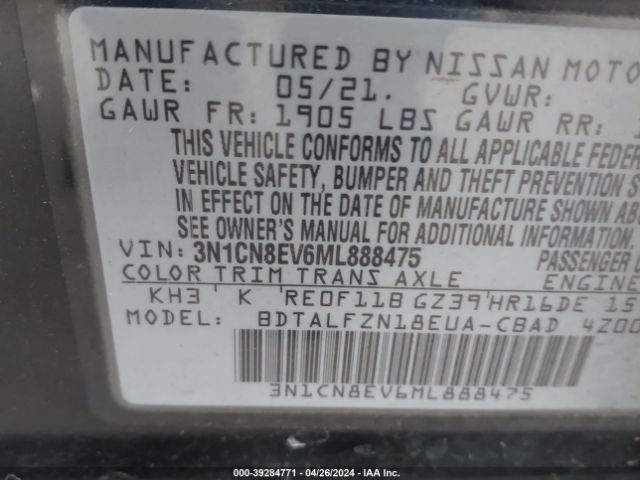 MANUFACTURED BY NISSAN MOTO
DATE: 05/21. GVWR:
GAWR FR: 1905 LBS GAWR RR:
THIS VEHICLE CONFORMS TO ALL APPLICABLE FEDER
VEHICLE SAFETY, BUMPER AND THEFT PREVENTION S
IN EFFECT ON THE DATE OF MANUFACTURE SHOWN AB
SEE OWNER'S MANUAL FOR ADDITIONAL INFORMATION
VIN: 3N1CN8EV6ML888475 PASSENGER
COLOR TRIM TRANS AXLE ENGINE
KH3 K RE0F11B GZ39 HR16DE 15
MODEL: BDTALFZN18EUA-CBAD 4Z00
3N1CN8EV6ML888475
000-39284771 - 04/26/2024 - IAA Inc.